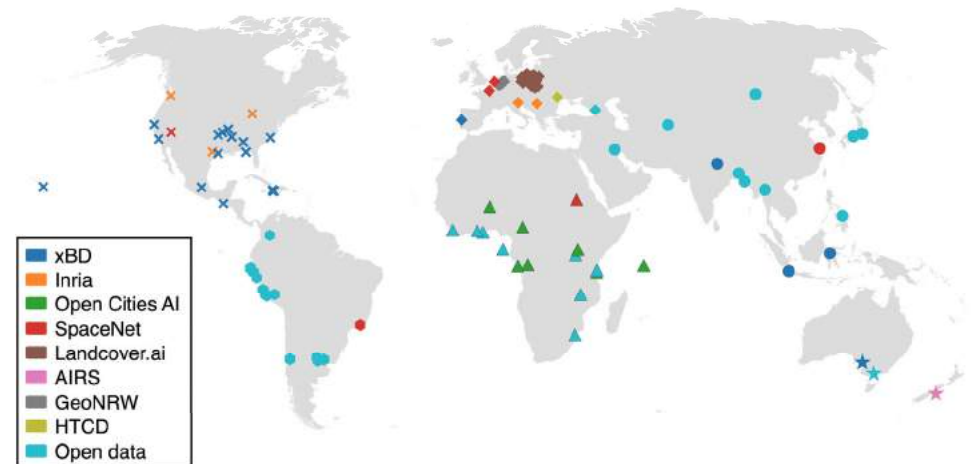 xBD
Inria
Open Cities AI
SpaceNet
Landcover.ai
AIRS
GeoNRW
HTCD
Open data